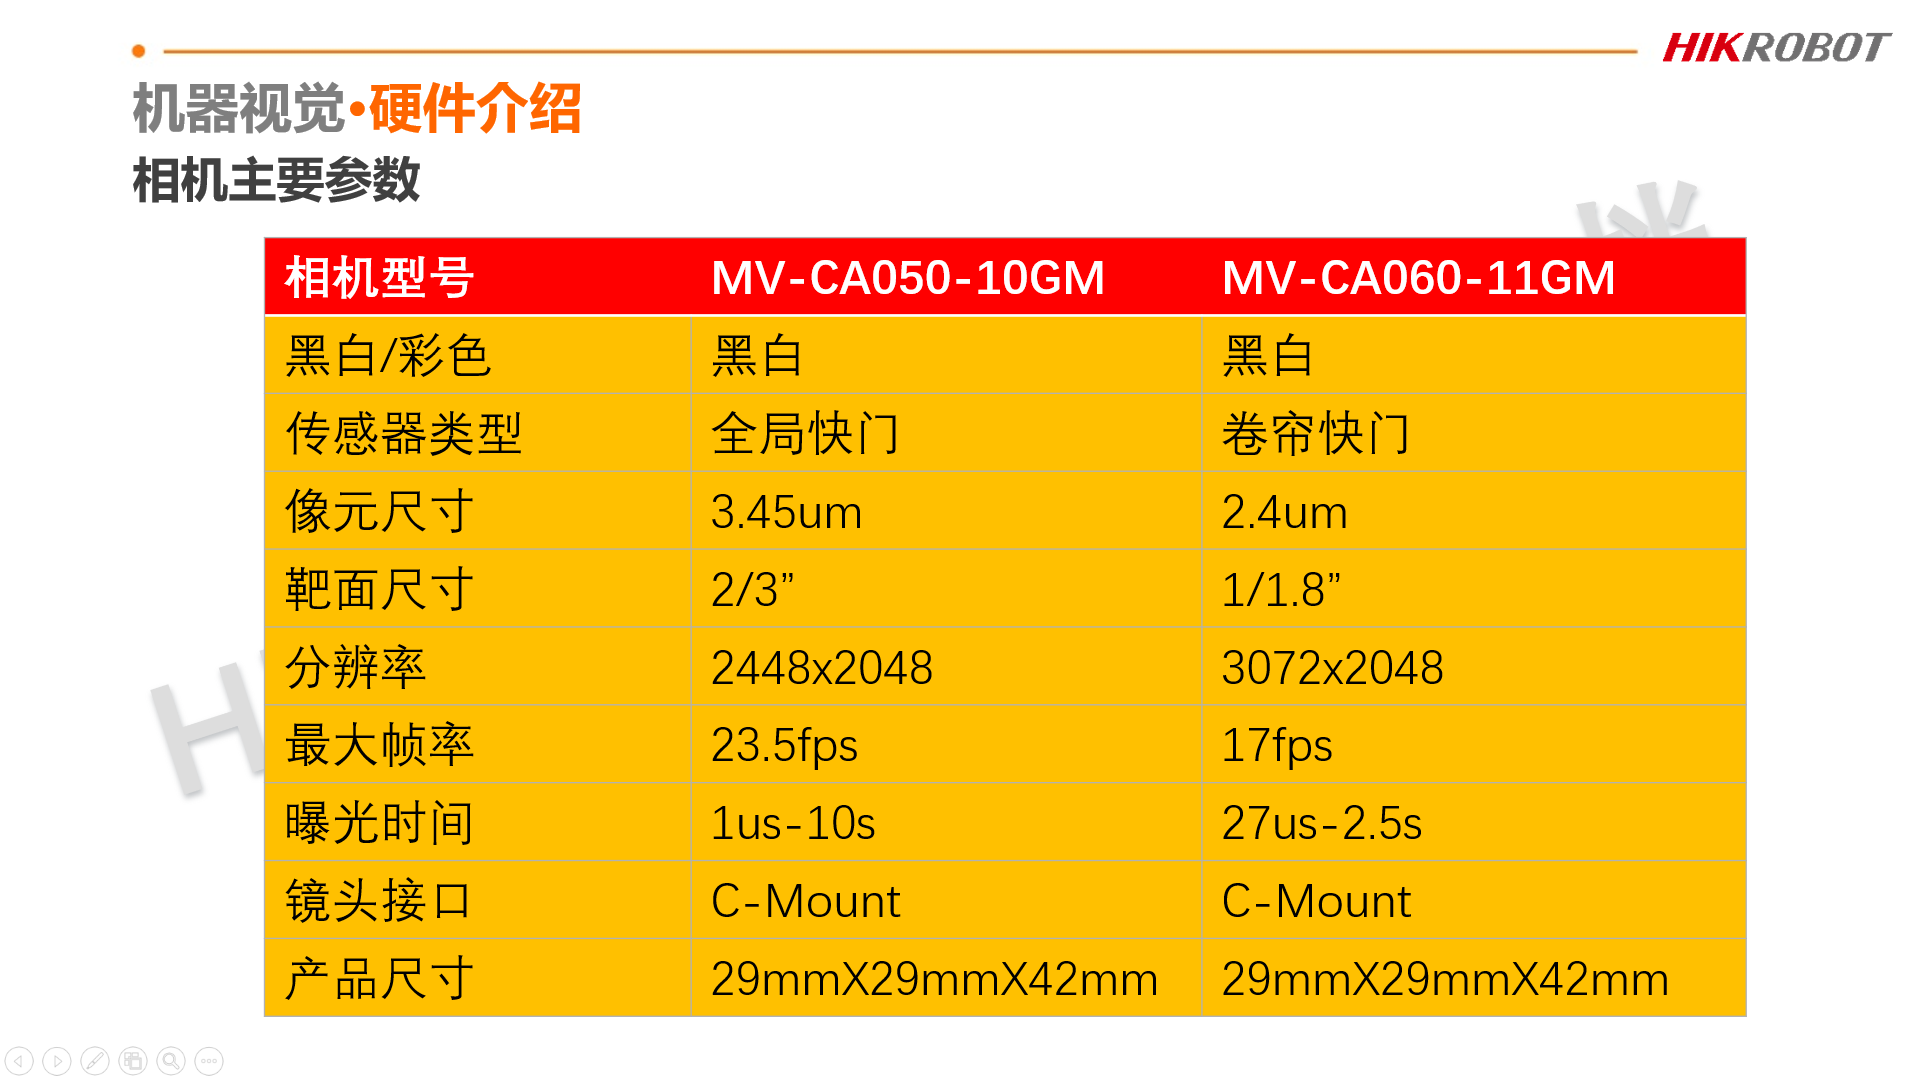 HIKROBOT
机器视觉•硬件介绍
相机主要参数
相机型号 MV-CA050-10GM MV-CA060-11GM
黑白/彩色 黑白 黑白
传感器类型 全局快门 卷帘快门
像元尺寸 3.45um 2.4um
靶面尺寸 2/3” 1/1.8”
分辨率 2448x2048 3072x2048
最大帧率 23.5fps 17fps
曝光时间 1us-10s 27us-2.5s
镜头接口 C-Mount C-Mount
产品尺寸 29mmX29mmX42mm 29mmX29mmX42mm